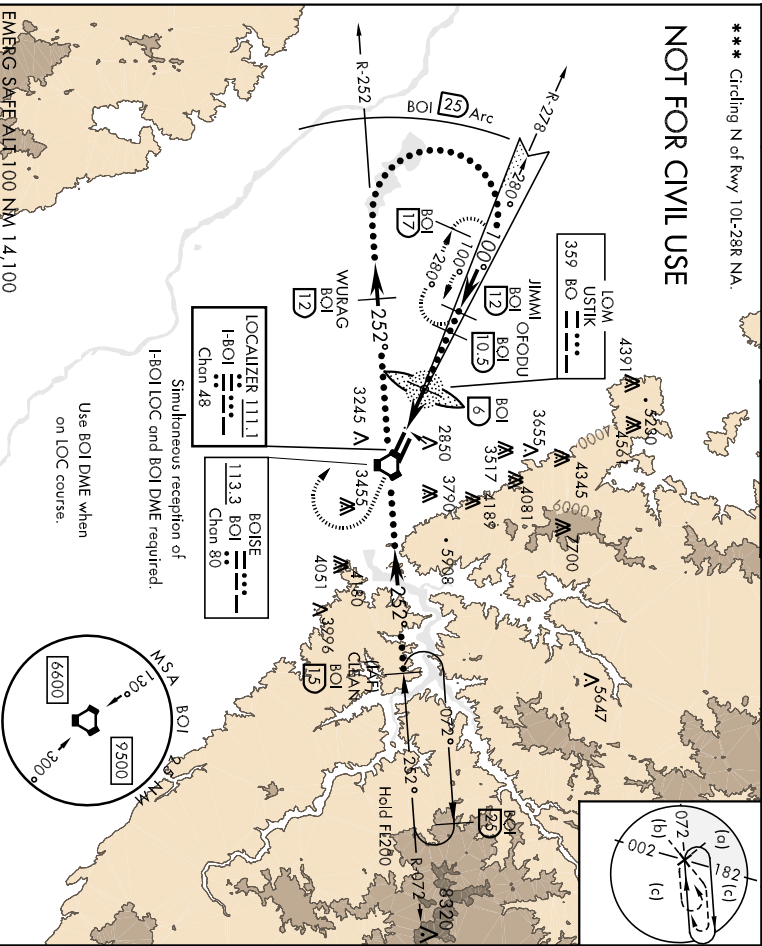 *** Circling N of Rwy 10L-28R NA.
NOT FOR CIVIL USE
EMERG SAFE ALT 100 NM 14,100
R-252
BOI 25 Arc
R-278
280°
100°
BOI
17
100°
280°
JIMMI
BOI
12
OFODU
BOI
10.5
BOI
6
LOM
USTIK
359 BO
WURAG
BOI
12
252°
LOCALIZER 111.1
I-BOI
Chan 48
Simultaneous reception of
I-BOI LOC and BOI DME required.
Use BOI DME when
on LOC course.
BOISE
113.3 BOI
Chan 80
4391
5230
4561
4345
3655
3517
4081
4189
6000
7700
2850
3790
3245
3455
5908
4180
4051
3996
5647
8320
252°
(IAF)
CLEAN
BOI
15
072°
252°
R-072
Hold FL200
BOI
25
MSA BOI 25 NM
130°
300°
6600
9500
072
002
182
(a)
(b)
(c)
(c)